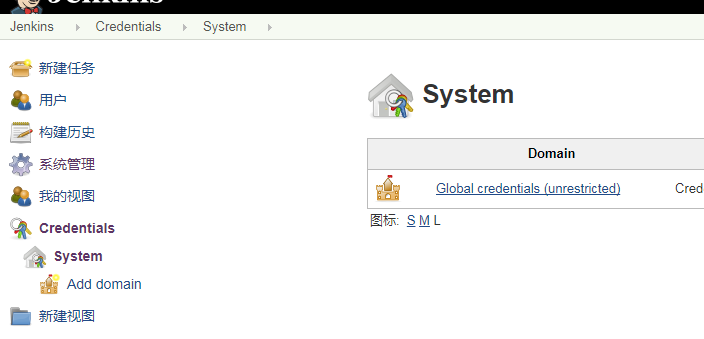 Jenkins
Jenkins Credentials System
新建任务
用户
构建历史
系统管理
我的视图
Credentials
System
Add domain
新建视图
System
Domain
Global credentials (unrestricted) Cred
图标: S M L